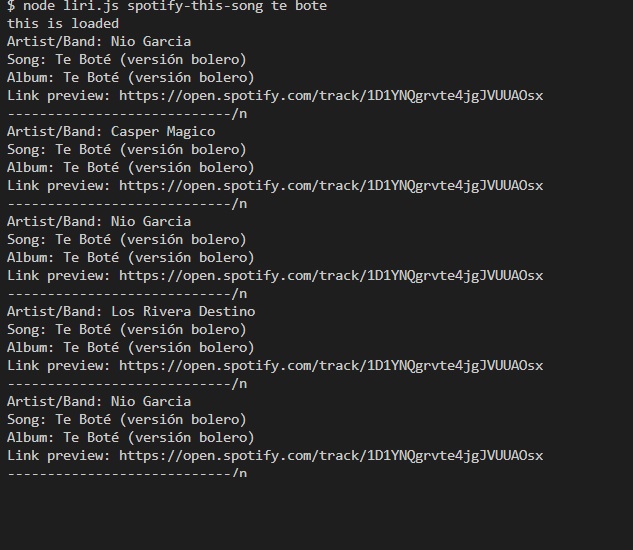 $ node liri.js spotify-this-song te bote
this is loaded
Artist/Band: Nio Garcia
Song: Te Boté (versión bolero)
Album: Te Boté (versión bolero)
Link preview: https://open.spotify.com/track/1D1YNQgrvte4jgJVUUAOsx
----------------------------/n
Artist/Band: Casper Magico
Song: Te Boté (versión bolero)
Album: Te Boté (versión bolero)
Link preview: https://open.spotify.com/track/1D1YNQgrvte4jgJVUUAOsx
----------------------------/n
Artist/Band: Nio Garcia
Song: Te Boté (versión bolero)
Album: Te Boté (versión bolero)
Link preview: https://open.spotify.com/track/1D1YNQgrvte4jgJVUUAOsx
----------------------------/n
Artist/Band: Los Rivera Destino
Song: Te Boté (versión bolero)
Album: Te Boté (versión bolero)
Link preview: https://open.spotify.com/track/1D1YNQgrvte4jgJVUUAOsx
----------------------------/n
Artist/Band: Nio Garcia
Song: Te Boté (versión bolero)
Album: Te Boté (versión bolero)
Link preview: https://open.spotify.com/track/1D1YNQgrvte4jgJVUUAOsx
----------------------------/n